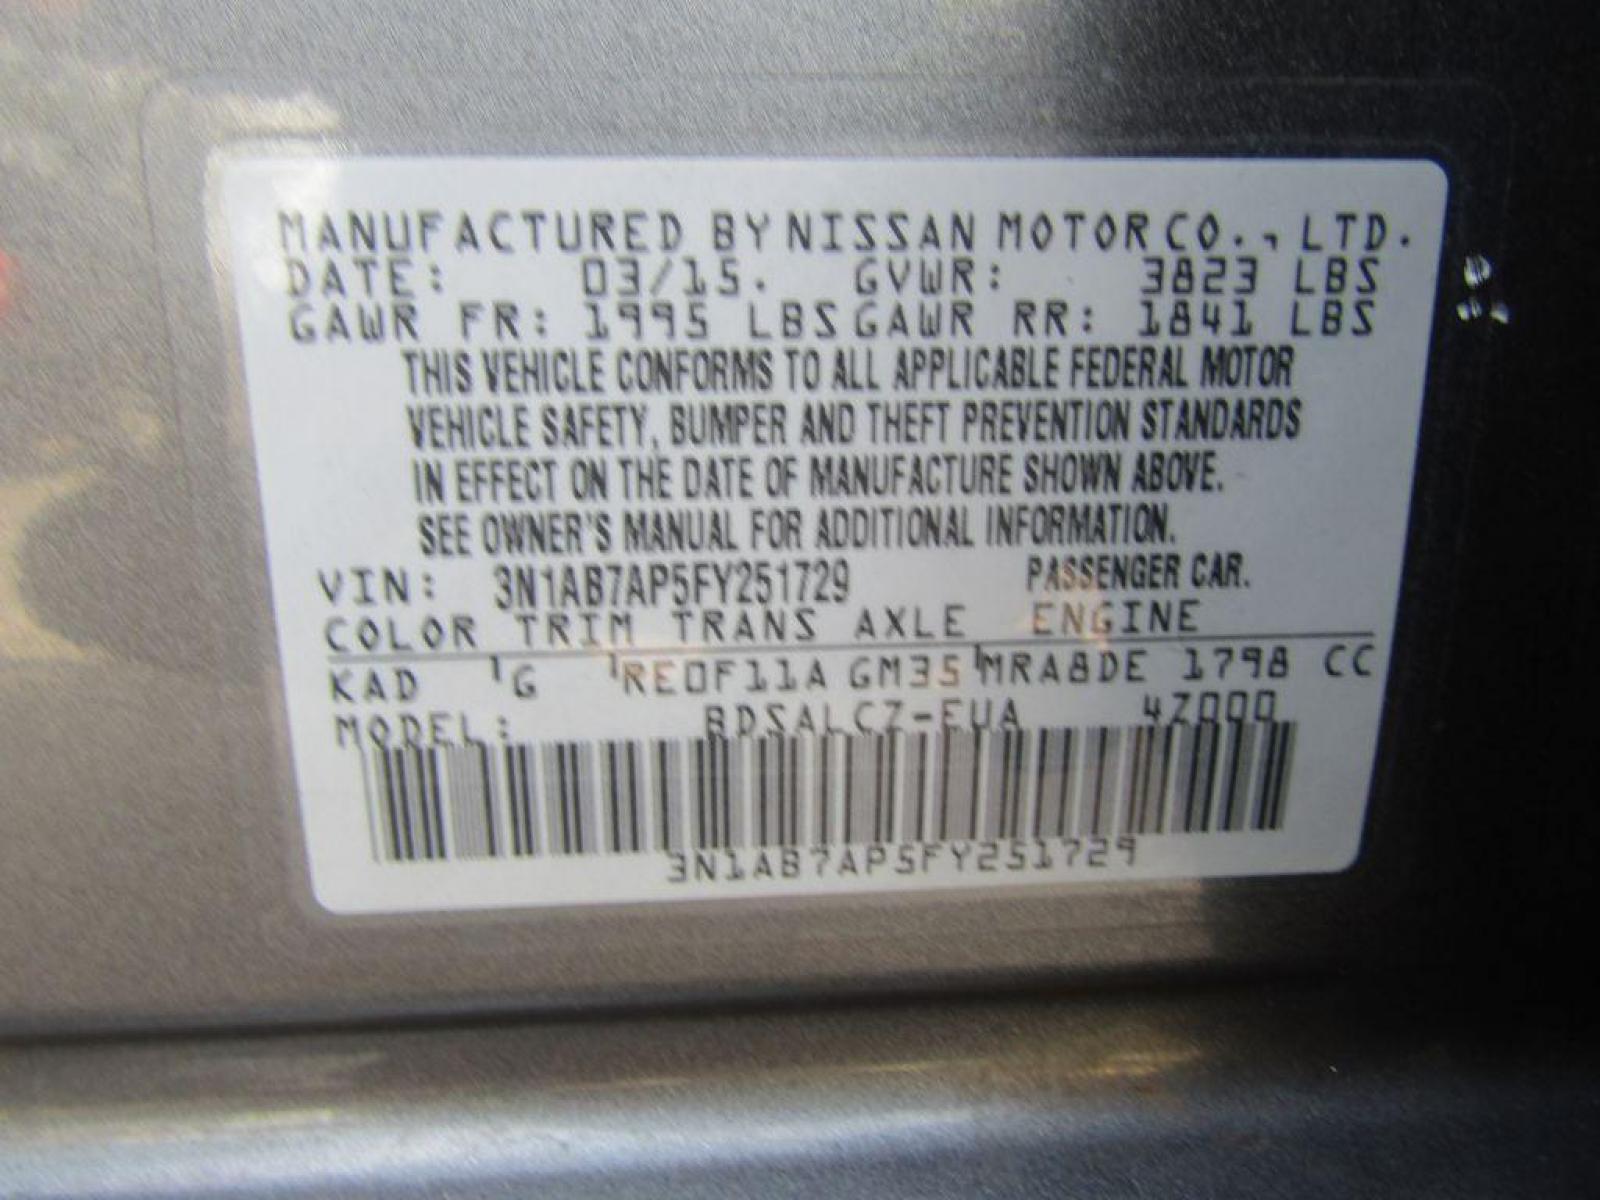 MANUFACTURED BY NISSAN MOTOR CO., LTD.
DATE: 03/15. GVWR: 3823 LBS
GAWR FR: 1995 LBS GAWR RR: 1841 LBS
THIS VEHICLE CONFORMS TO ALL APPLICABLE FEDERAL MOTOR
VEHICLE SAFETY, BUMPER AND THEFT PREVENTION STANDARDS
IN EFFECT ON THE DATE OF MANUFACTURE SHOWN ABOVE.
SEE OWNER'S MANUAL FOR ADDITIONAL INFORMATION.
VIN: 3N1AB7AP5FY251729 PASSENGER CAR.
COLOR TRIM TRANS AXLE ENGINE
KAD G RE0F11A GM35 MRA8DE 1798 CC
MODEL: BDSALCZ-EUA 4Z000
3N1AB7AP5FY251729